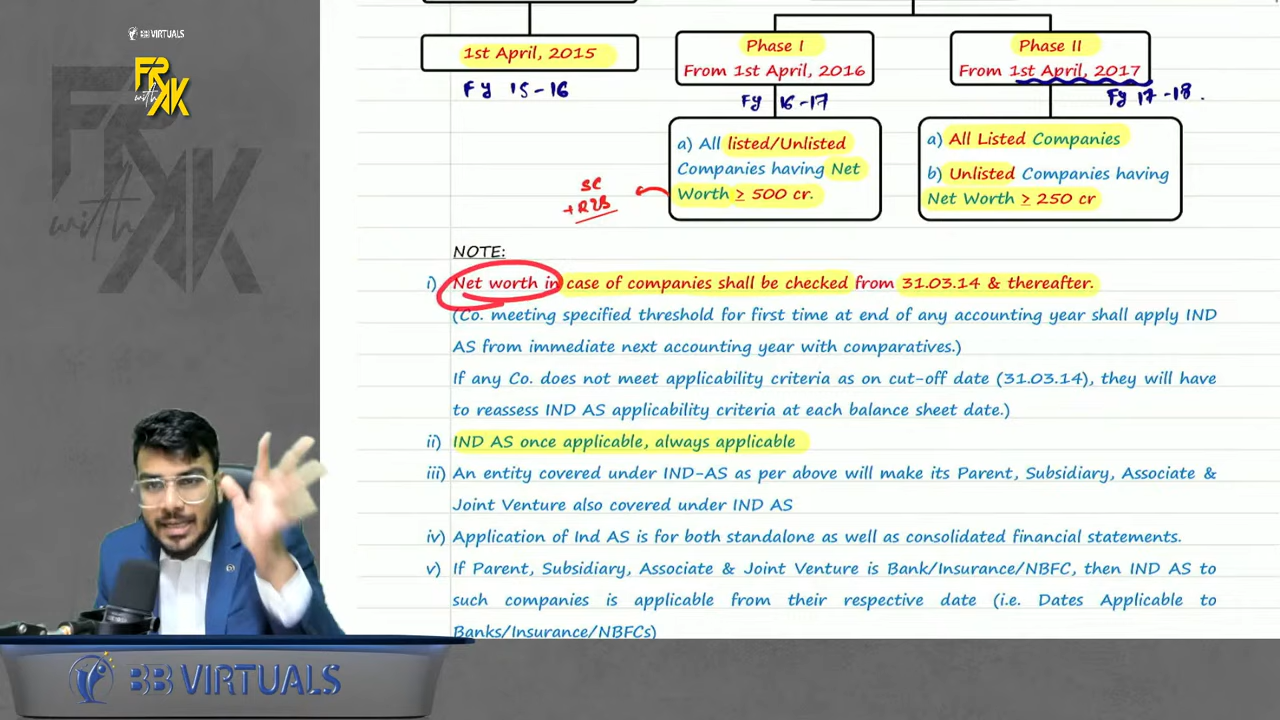 BB VIRTUALS
FR
with
AK
FR
with
AK
1st April, 2015
FY 15-16
Phase I
From 1st April, 2016
FY 16-17
Phase II
From 1st April, 2017
FY 17-18.
a) All listed/Unlisted
Companies having Net
Worth ≥ 500 cr.
SC
+R&S
a) All Listed Companies
b) Unlisted Companies having
Net Worth ≥ 250 cr
NOTE:
i) Net worth in case of companies shall be checked from 31.03.14 & thereafter.
(Co. meeting specified threshold for first time at end of any accounting year shall apply IND
AS from immediate next accounting year with comparatives.)
If any Co. does not meet applicability criteria as on cut-off date (31.03.14), they will have
to reassess IND AS applicability criteria at each balance sheet date.)
ii) IND AS once applicable, always applicable
iii) An entity covered under IND-AS as per above will make its Parent, Subsidiary, Associate &
Joint Venture also covered under IND AS
iv) Application of Ind AS is for both standalone as well as consolidated financial statements.
v) If Parent, Subsidiary, Associate & Joint Venture is Bank/Insurance/NBFC, then IND AS to
such companies is applicable from their respective date (i.e. Dates Applicable to
Banks/Insurance/NBFCs)
BB VIRTUALS